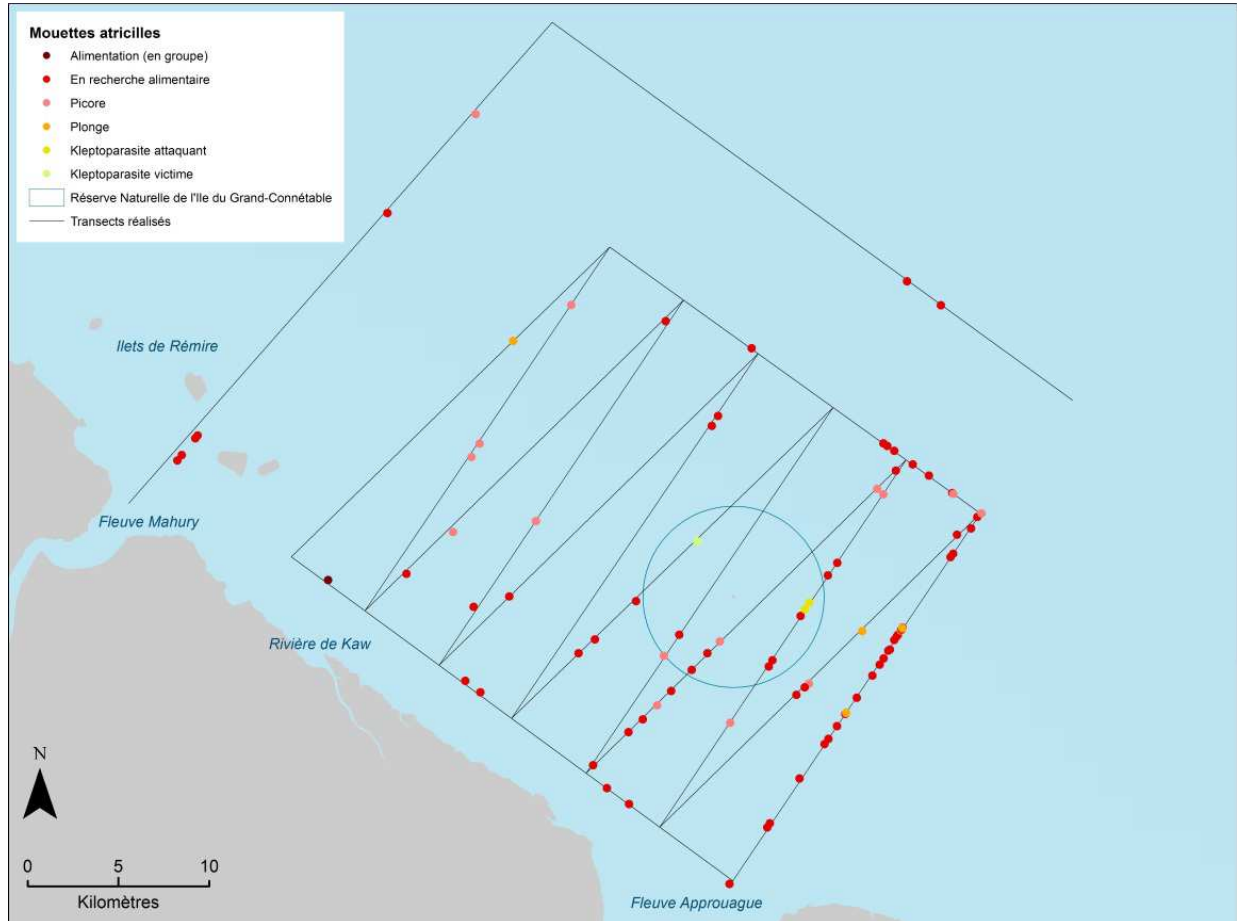 Mouettes atricilles
Alimentation (en groupe)
En recherche alimentaire
Picore
Plonge
Kleptoparasite attaquant
Kleptoparasite victime
Réserve Naturelle de l'Ile du Grand-Connétable
Transects réalisés
Ilets de Rémire
Fleuve Mahury
Rivière de Kaw
N
0 5 10
Kilomètres
Fleuve Approuague